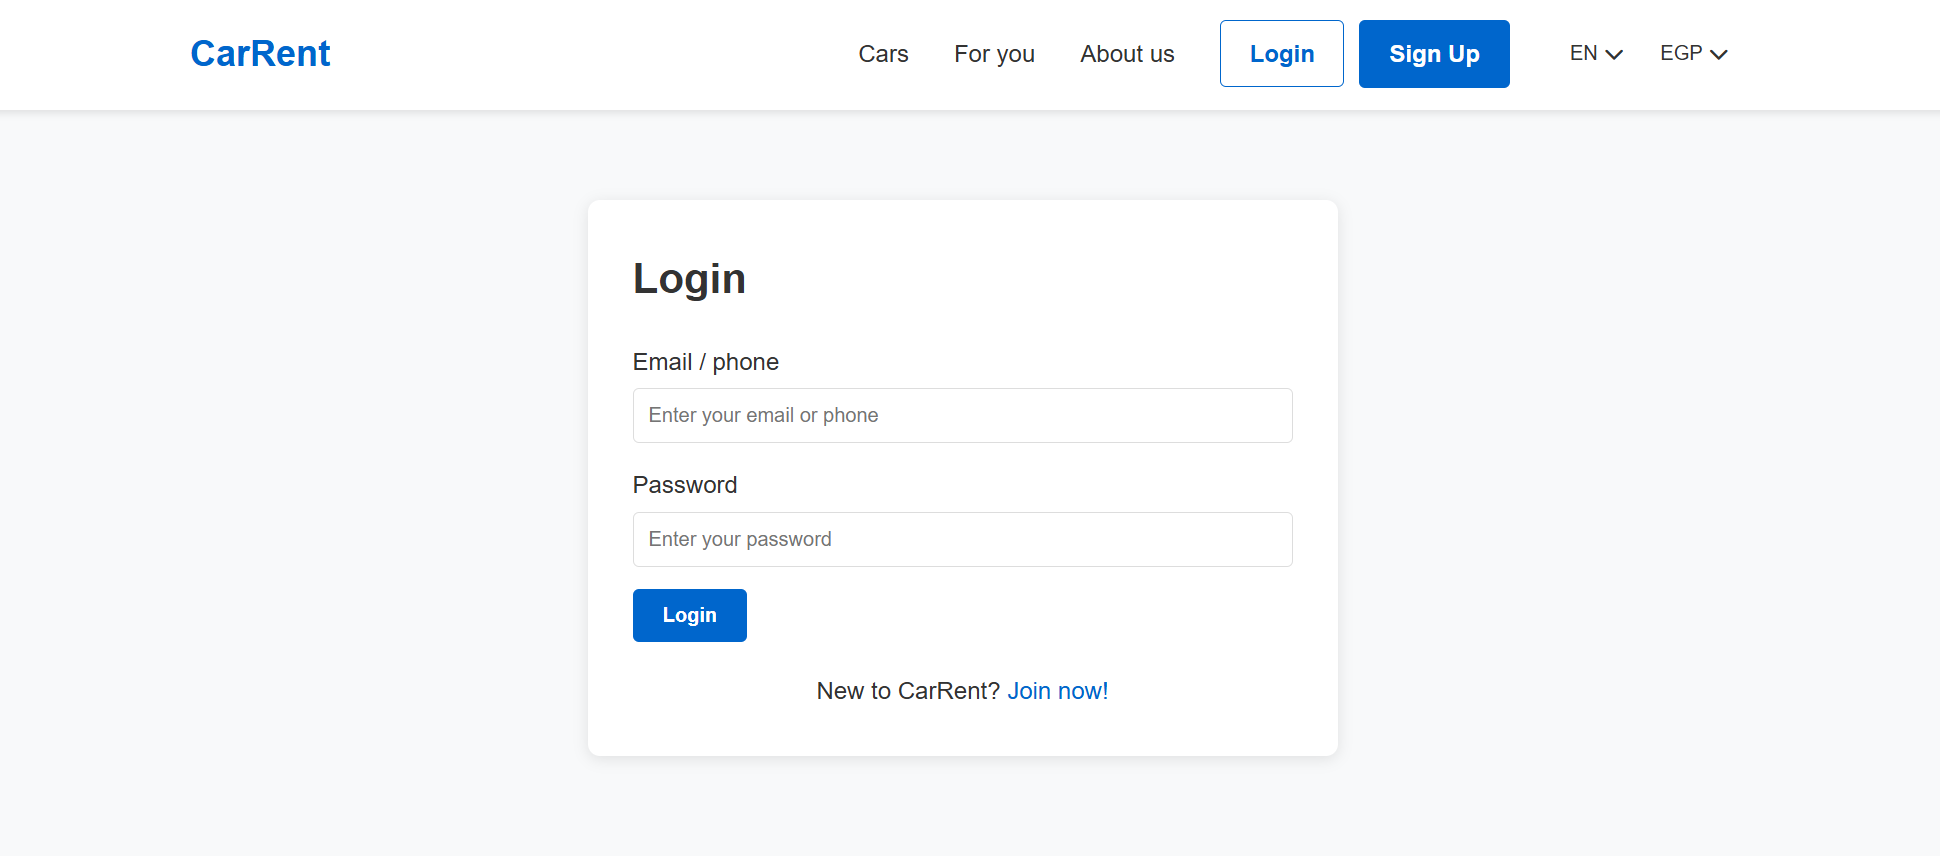 CarRent Cars For you About us Login Sign Up EN EGP
Login
Email / phone
Enter your email or phone
Password
Enter your password
Login
New to CarRent? Join now!